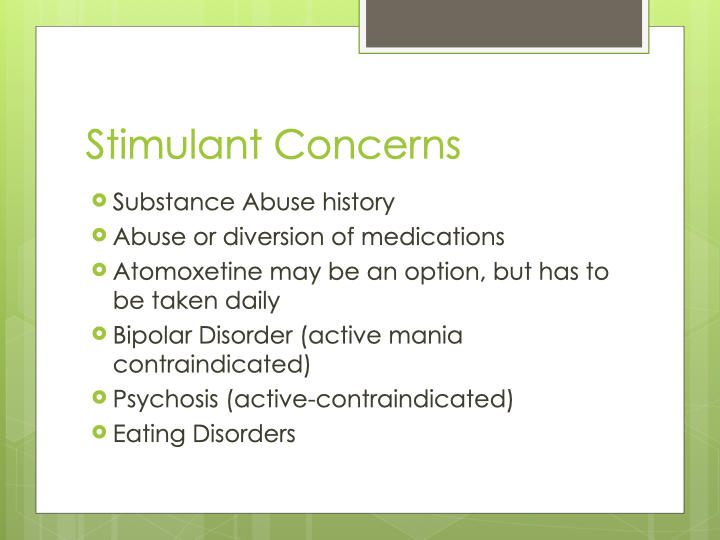 Stimulant Concerns
Substance Abuse history
Abuse or diversion of medications
Atomoxetine may be an option, but has to
be taken daily
Bipolar Disorder (active mania
contraindicated)
Psychosis (active-contraindicated)
Eating Disorders